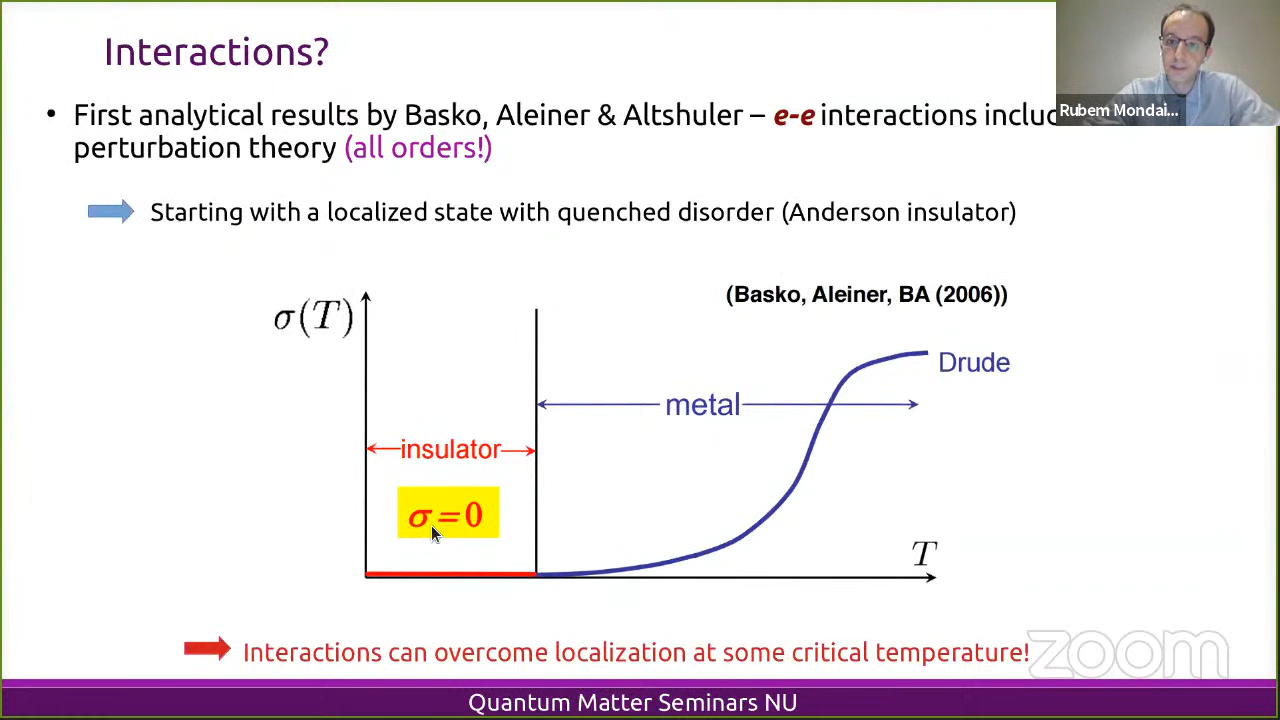 Interactions?
• First analytical results by Basko, Aleiner & Altshuler – e-e interactions includ
perturbation theory (all orders!)
Starting with a localized state with quenched disorder (Anderson insulator)
(Basko, Aleiner, BA (2006))
σ(T)
Drude
metal
insulator
σ=0
T
Interactions can overcome localization at some critical temperature!
Quantum Matter Seminars NU
Rubem Mondai...
zoom